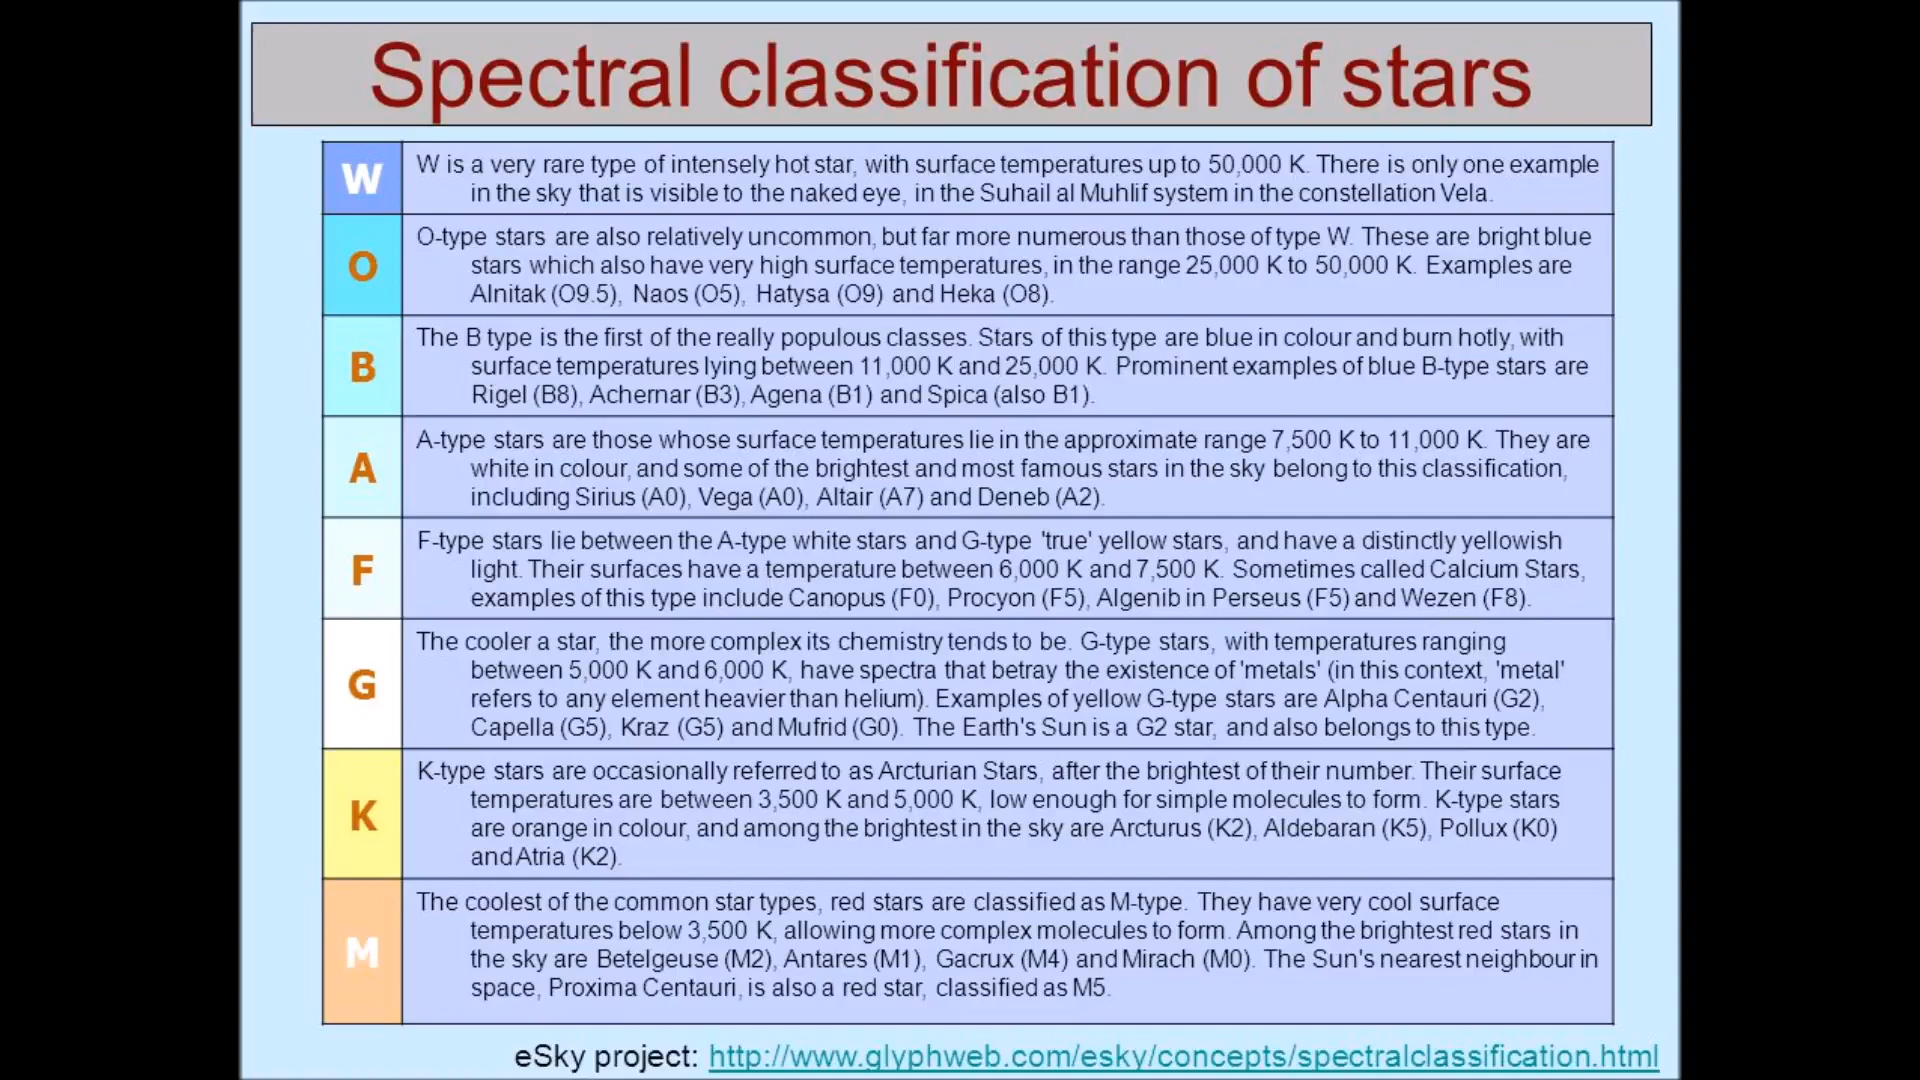 Spectral classification of stars
W
W is a very rare type of intensely hot star, with surface temperatures up to 50,000 K. There is only one example
in the sky that is visible to the naked eye, in the Suhail al Muhlif system in the constellation Vela.
O
O-type stars are also relatively uncommon, but far more numerous than those of type W. These are bright blue
stars which also have very high surface temperatures, in the range 25,000 K to 50,000 K. Examples are
Alnitak (O9.5), Naos (O5), Hatysa (O9) and Heka (O8).
B
The B type is the first of the really populous classes. Stars of this type are blue in colour and burn hotly, with
surface temperatures lying between 11,000 K and 25,000 K. Prominent examples of blue B-type stars are
Rigel (B8), Achernar (B3), Agena (B1) and Spica (also B1).
A
A-type stars are those whose surface temperatures lie in the approximate range 7,500 K to 11,000 K. They are
white in colour, and some of the brightest and most famous stars in the sky belong to this classification,
including Sirius (A0), Vega (A0), Altair (A7) and Deneb (A2).
F
F-type stars lie between the A-type white stars and G-type 'true' yellow stars, and have a distinctly yellowish
light. Their surfaces have a temperature between 6,000 K and 7,500 K. Sometimes called Calcium Stars,
examples of this type include Canopus (F0), Procyon (F5), Algenib in Perseus (F5) and Wezen (F8).
G
The cooler a star, the more complex its chemistry tends to be. G-type stars, with temperatures ranging
between 5,000 K and 6,000 K, have spectra that betray the existence of 'metals' (in this context, 'metal'
refers to any element heavier than helium). Examples of yellow G-type stars are Alpha Centauri (G2),
Capella (G5), Kraz (G5) and Mufrid (G0). The Earth's Sun is a G2 star, and also belongs to this type.
K
K-type stars are occasionally referred to as Arcturian Stars, after the brightest of their number. Their surface
temperatures are between 3,500 K and 5,000 K, low enough for simple molecules to form. K-type stars
are orange in colour, and among the brightest in the sky are Arcturus (K2), Aldebaran (K5), Pollux (K0)
and Atria (K2).
M
The coolest of the common star types, red stars are classified as M-type. They have very cool surface
temperatures below 3,500 K, allowing more complex molecules to form. Among the brightest red stars in
the sky are Betelgeuse (M2), Antares (M1), Gacrux (M4) and Mirach (M0). The Sun's nearest neighbour in
space, Proxima Centauri, is also a red star, classified as M5.
eSky project: http://www.glyphweb.com/esky/concepts/spectralclassification.html